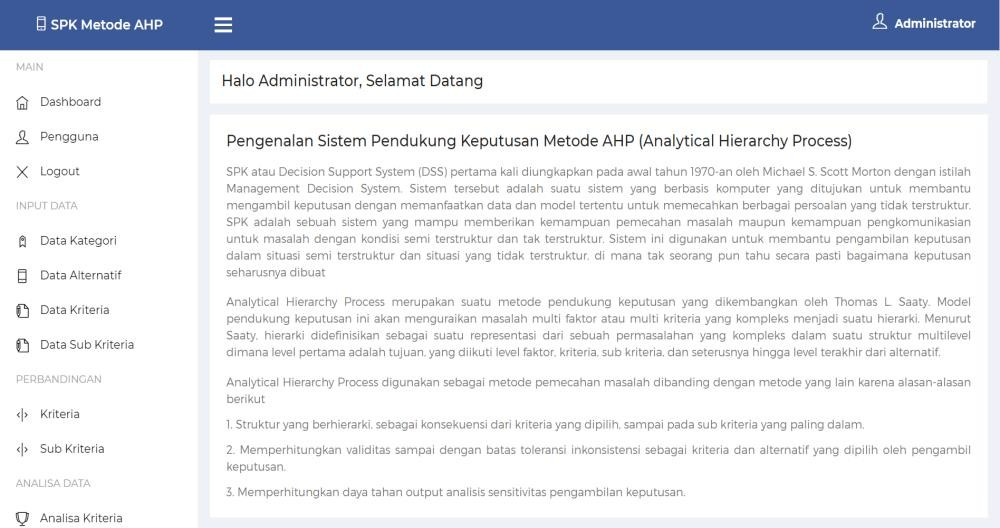 SPK Metode AHP
Administrator
MAIN
Dashboard
Pengguna
Logout
INPUT DATA
Data Kategori
Data Alternatif
Data Kriteria
Data Sub Kriteria
PERBANDINGAN
Kriteria
Sub Kriteria
ANALISA DATA
Analisa Kriteria
Halo Administrator, Selamat Datang
Pengenalan Sistem Pendukung Keputusan Metode AHP (Analytical Hierarchy Process)
SPK atau Decision Support System (DSS) pertama kali diungkapkan pada awal tahun 1970-an oleh Michael S. Scott Morton dengan istilah
Management Decision System. Sistem tersebut adalah suatu sistem yang berbasis komputer yang ditujukan untuk membantu
mengambil keputusan dengan memanfaatkan data dan model tertentu untuk memecahkan berbagai persoalan yang tidak terstruktur.
SPK adalah sebuah sistem yang mampu memberikan kemampuan pemecahan masalah maupun kemampuan pengkomunikasian
untuk masalah dengan kondisi semi terstruktur dan tak terstruktur. Sistem ini digunakan untuk membantu pengambilan keputusan
dalam situasi semi terstruktur dan situasi yang tidak terstruktur, di mana tak seorang pun tahu secara pasti bagaimana keputusan
seharusnya dibuat
Analytical Hierarchy Process merupakan suatu metode pendukung keputusan yang dikembangkan oleh Thomas L. Saaty. Model
pendukung keputusan ini akan menguraikan masalah multi faktor atau multi kriteria yang kompleks menjadi suatu hierarki. Menurut
Saaty, hierarki didefinisikan sebagai suatu representasi dari sebuah permasalahan yang kompleks dalam suatu struktur multilevel
dimana level pertama adalah tujuan, yang diikuti level faktor, kriteria, sub kriteria, dan seterusnya hingga level terakhir dari alternatif.
Analytical Hierarchy Process digunakan sebagai metode pemecahan masalah dibanding dengan metode yang lain karena alasan-alasan
berikut
1. Struktur yang berhierarki, sebagai konsekuensi dari kriteria yang dipilih, sampai pada sub kriteria yang paling dalam.
2. Memperhitungkan validitas sampai dengan batas toleransi inkonsistensi sebagai kriteria dan alternatif yang dipilih oleh pengambil
keputusan.
3. Memperhitungkan daya tahan output analisis sensitivitas pengambilan keputusan.